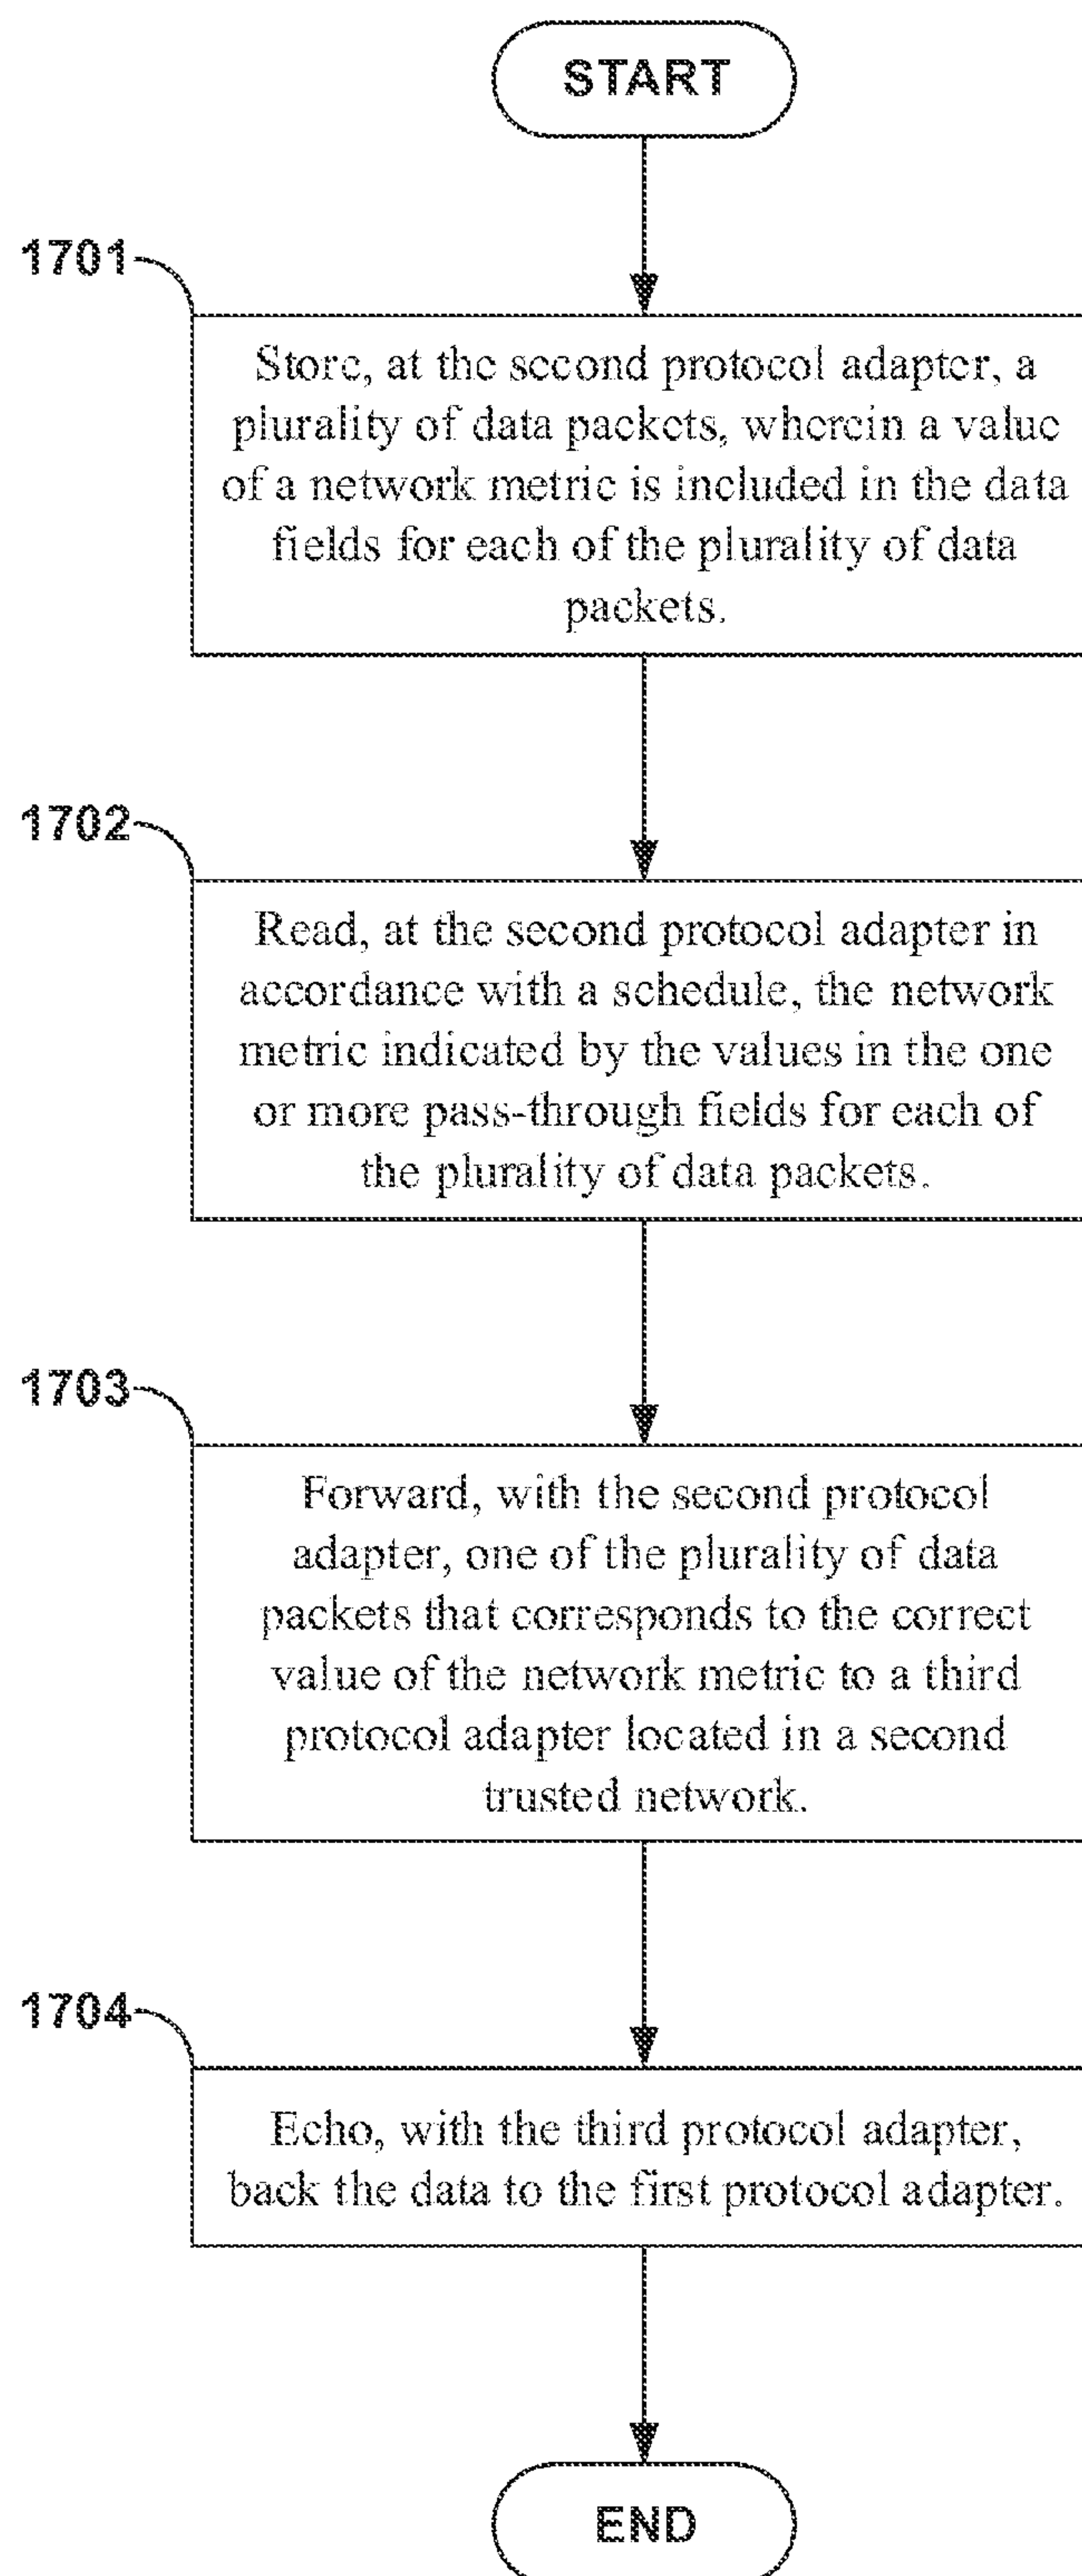 START
1701
Store, at the second protocol adapter, a
plurality of data packets, wherein a value
of a network metric is included in the data
fields for each of the plurality of data
packets.
1702
Read, at the second protocol adapter in
accordance with a schedule, the network
metric indicated by the values in the one
or more pass-through fields for each of
the plurality of data packets.
1703
Forward, with the second protocol
adapter, one of the plurality of data
packets that corresponds to the correct
value of the network metric to a third
protocol adapter located in a second
trusted network.
1704
Echo, with the third protocol adapter,
back the data to the first protocol adapter.
END